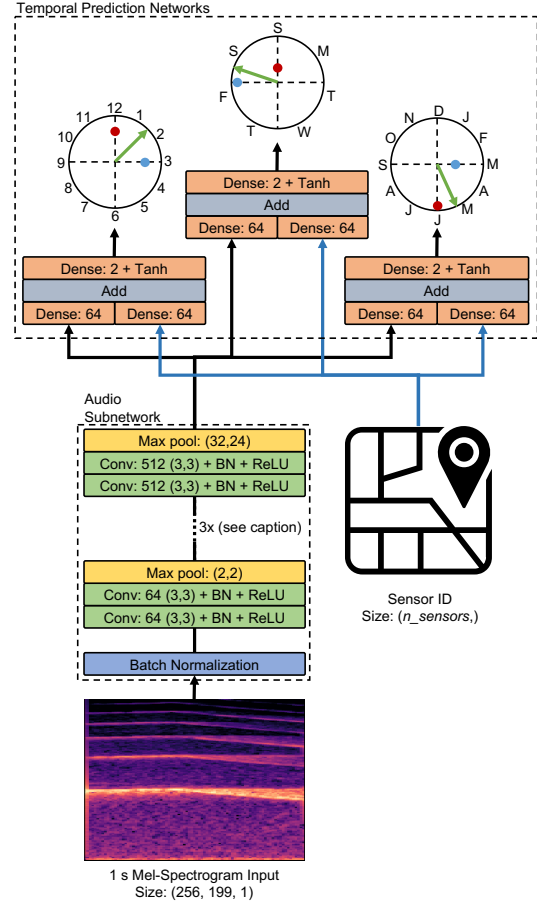 Temporal Prediction Networks
S
M
T
W
T
F
S
12
1
2
3
4
5
6
7
8
9
10
11
D
J
F
M
A
M
J
J
A
S
O
N
Dense: 2 + Tanh
Add
Dense: 64 Dense: 64
Dense: 2 + Tanh
Add
Dense: 64 Dense: 64
Dense: 2 + Tanh
Add
Dense: 64 Dense: 64
Audio
Subnetwork
Max pool: (32,24)
Conv: 512 (3,3) + BN + ReLU
Conv: 512 (3,3) + BN + ReLU
3x (see caption)
Max pool: (2,2)
Conv: 64 (3,3) + BN + ReLU
Conv: 64 (3,3) + BN + ReLU
Batch Normalization
Sensor ID
Size: (n_sensors,)
1 s Mel-Spectrogram Input
Size: (256, 199, 1)